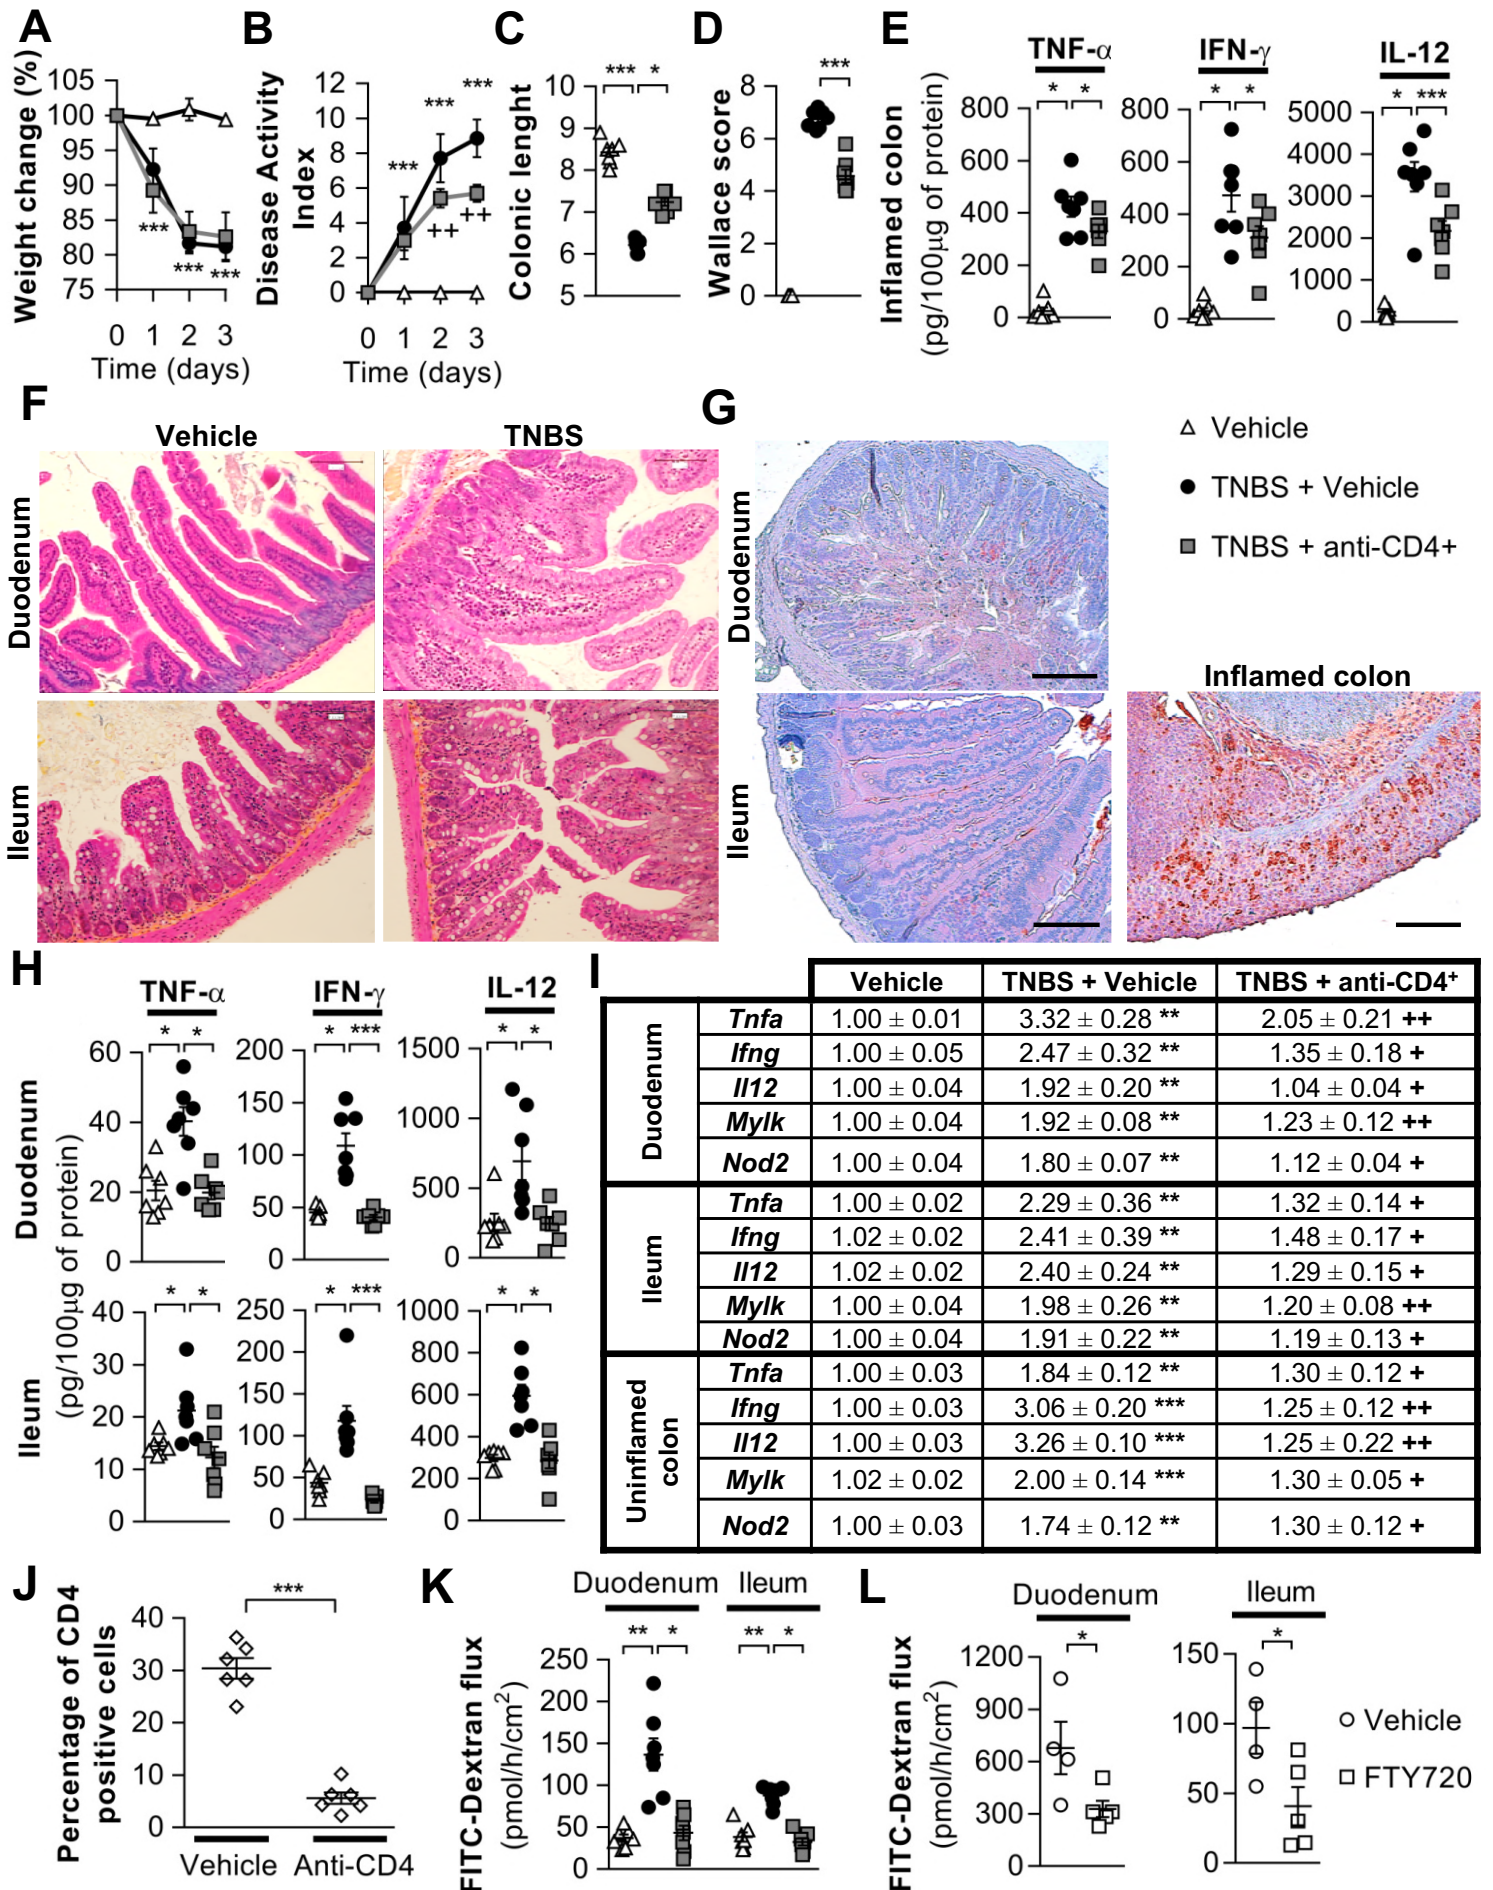 A
Weight change (%)
105
100
95
90
85
80
75
***
***
***
0 1 2 3
Time (days)
B
Disease Activity
Index
12
10
8
6
4
2
0
***
***
***
++
++
0 1 2 3
Time (days)
C
Colonic lenght
10
9
8
7
6
5
*** *
D
Wallace score
8
6
4
2
0
***
E
Inflamed colon
(pg/100µg of protein)
TNF-α
* *
800
600
400
200
0
IFN-γ
* *
800
600
400
200
0
IL-12
* ***
5000
4000
3000
2000
1000
0
F
Vehicle TNBS
Duodenum
Ileum
G
Duodenum
Ileum
Inflamed colon
Vehicle
TNBS + Vehicle
TNBS + anti-CD4+
H
Duodenum
Ileum
(pg/100µg of protein)
TNF-α IFN-γ IL-12
* * * *** * *
60
40
20
0
200
150
100
50
0
1500
1000
500
0
* * * *** * *
40
30
20
10
0
250
200
150
100
50
0
1000
800
600
400
200
0
I
Vehicle TNBS + Vehicle TNBS + anti-CD4+
Duodenum
Tnfa 1.00 ± 0.01 3.32 ± 0.28 ** 2.05 ± 0.21 ++
Ifng 1.00 ± 0.05 2.47 ± 0.32 ** 1.35 ± 0.18 +
Il12 1.00 ± 0.04 1.92 ± 0.20 ** 1.04 ± 0.04 +
Mylk 1.00 ± 0.04 1.92 ± 0.08 ** 1.23 ± 0.12 ++
Nod2 1.00 ± 0.04 1.80 ± 0.07 ** 1.12 ± 0.04 +
Ileum
Tnfa 1.00 ± 0.02 2.29 ± 0.36 ** 1.32 ± 0.14 +
Ifng 1.02 ± 0.02 2.41 ± 0.39 ** 1.48 ± 0.17 +
Il12 1.02 ± 0.02 2.40 ± 0.24 ** 1.29 ± 0.15 +
Mylk 1.00 ± 0.04 1.98 ± 0.26 ** 1.20 ± 0.08 ++
Nod2 1.00 ± 0.04 1.91 ± 0.22 ** 1.19 ± 0.13 +
Uninflamed
colon
Tnfa 1.00 ± 0.03 1.84 ± 0.12 ** 1.30 ± 0.12 +
Ifng 1.00 ± 0.03 3.06 ± 0.20 *** 1.25 ± 0.12 ++
Il12 1.00 ± 0.03 3.26 ± 0.10 *** 1.25 ± 0.22 ++
Mylk 1.02 ± 0.02 2.00 ± 0.14 *** 1.30 ± 0.05 +
Nod2 1.00 ± 0.03 1.74 ± 0.12 ** 1.30 ± 0.12 +
J
Percentage of CD4
positive cells
***
40
30
20
10
0
Vehicle Anti-CD4
K
FITC-Dextran flux
(pmol/h/cm2)
Duodenum Ileum
** * ** *
250
200
150
100
50
0
L
FITC-Dextran flux
(pmol/h/cm2)
Duodenum
*
1200
900
600
300
0
Ileum
*
150
100
50
0
Vehicle
FTY720